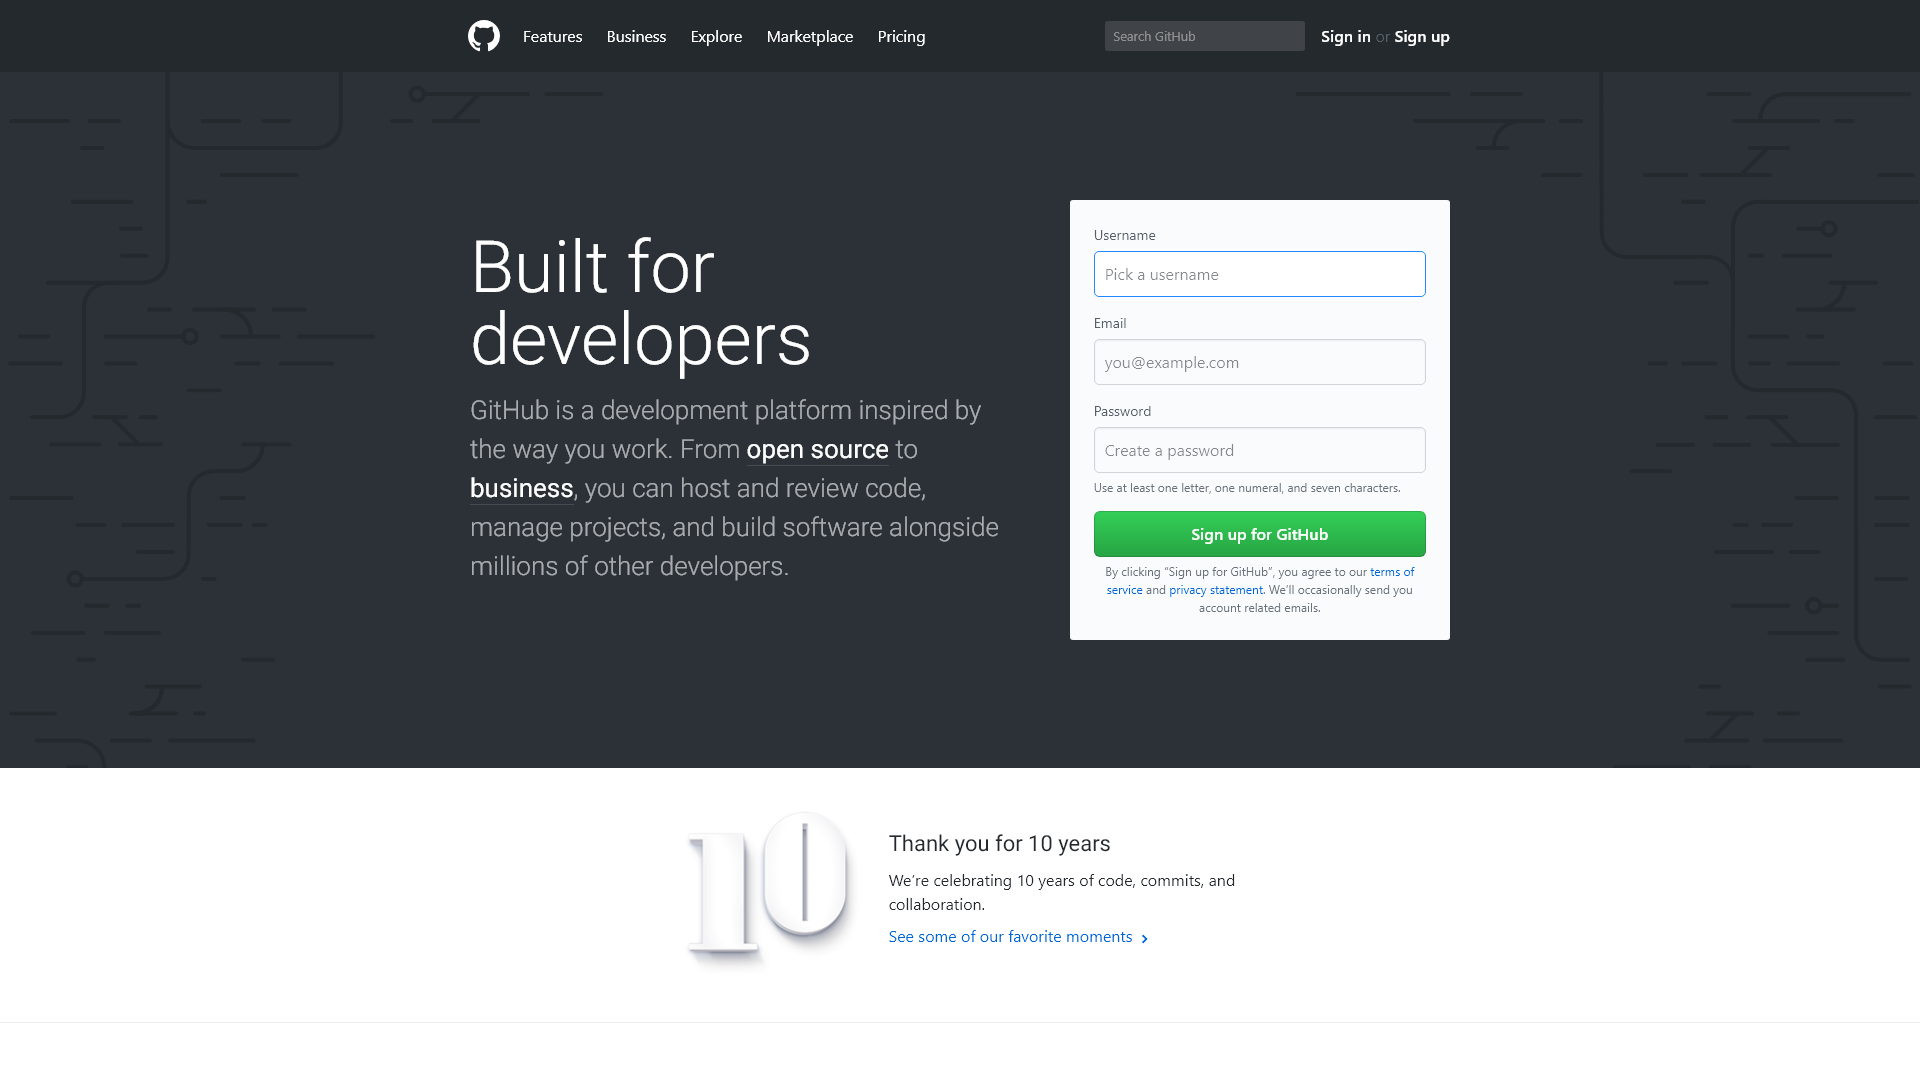 Features Business Explore Marketplace Pricing Search GitHub Sign in or Sign up
Built for
developers
GitHub is a development platform inspired by
the way you work. From open source to
business, you can host and review code,
manage projects, and build software alongside
millions of other developers.
Username
Pick a username
Email
you@example.com
Password
Create a password
Use at least one letter, one numeral, and seven characters.
Sign up for GitHub
By clicking “Sign up for GitHub”, you agree to our terms of
service and privacy statement. We’ll occasionally send you
account related emails.
10
Thank you for 10 years
We’re celebrating 10 years of code, commits, and
collaboration.
See some of our favorite moments